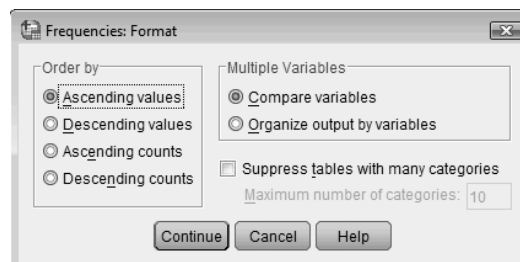 Frequencies: Format
Order by
Ascending values
Descending values
Ascending counts
Descending counts
Multiple Variables
Compare variables
Organize output by variables
Suppress tables with many categories
Maximum number of categories: 10
Continue
Cancel
Help